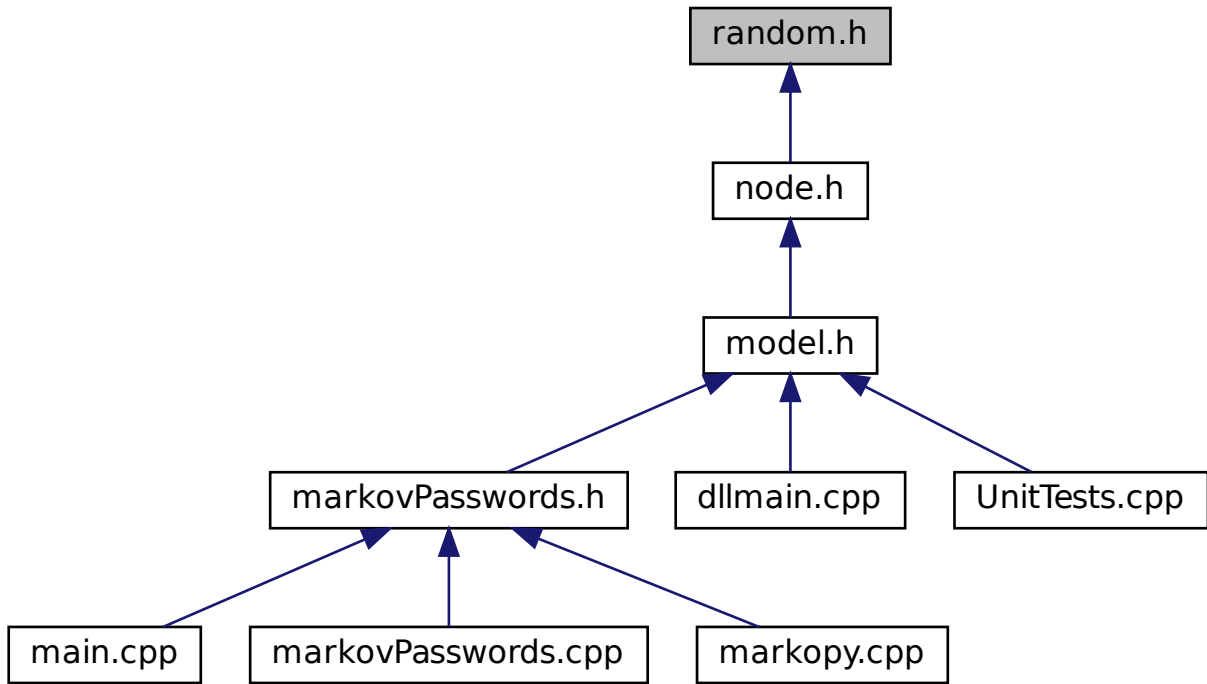 random.h
node.h
model.h
markovPasswords.h
dllmain.cpp
UnitTests.cpp
main.cpp
markovPasswords.cpp
markopy.cpp